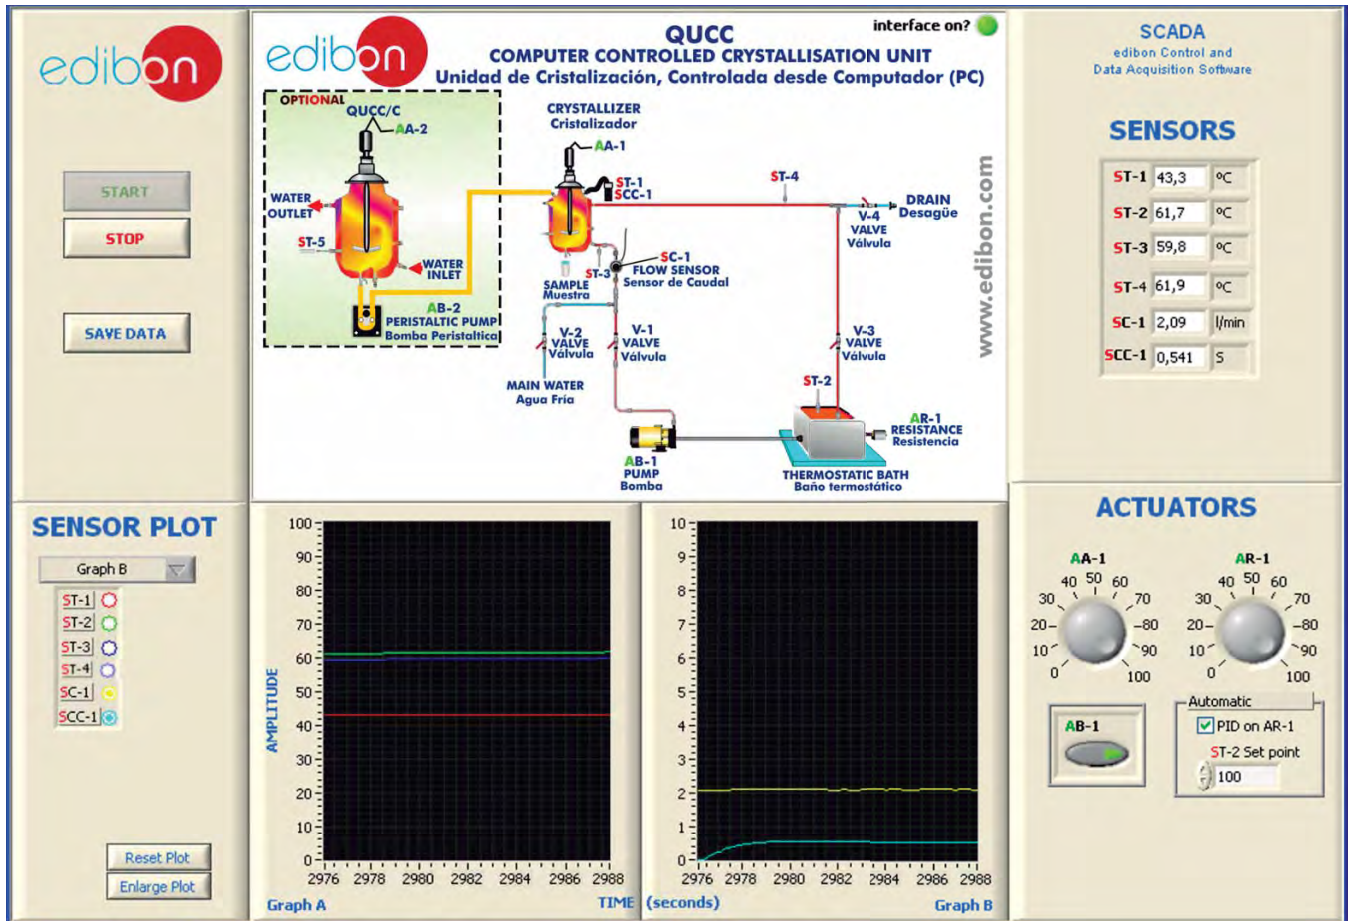 edibon
START
STOP
SAVE DATA
edibon
QUCC
interface on?
COMPUTER CONTROLLED CRYSTALLISATION UNIT
Unidad de Cristalización, Controlada desde Computador (PC)
OPTIONAL
QUCC/C
AA-2
WATER
OUTLET
ST-5
WATER
INLET
AB-2
PERISTALTIC PUMP
Bomba Peristaltica
CRYSTALLIZER
Cristalizador
AA-1
ST-1
SCC-1
ST-4
V-4
VALVE
Válvula
DRAIN
Desagüe
SC-1
FLOW SENSOR
Sensor de Caudal
ST-3
SAMPLE
Muestra
V-2
VALVE
Válvula
V-1
VALVE
Válvula
V-3
VALVE
Válvula
MAIN WATER
Agua Fría
ST-2
AR-1
RESISTANCE
Resistencia
AB-1
PUMP
Bomba
THERMOSTATIC BATH
Baño termostático
www.edibon.com
SCADA
edibon Control and
Data Acquisition Software
SENSORS
ST-1 43,3 ºC
ST-2 61,7 ºC
ST-3 59,8 ºC
ST-4 61,9 ºC
SC-1 2,09 l/min
SCC-1 0,541 S
SENSOR PLOT
Graph B
ST-1
ST-2
ST-3
ST-4
SC-1
SCC-1
Reset Plot
Enlarge Plot
AMPLITUDE
100
90
80
70
60
50
40
30
20
10
0
2976 2978 2980 2982 2984 2986 2988
Graph A
TIME (seconds)
10
9
8
7
6
5
4
3
2
1
0
2976 2978 2980 2982 2984 2986 2988
Graph B
ACTUATORS
AA-1
0 10 20 30 40 50 60 70 80 90 100
AR-1
0 10 20 30 40 50 60 70 80 90 100
AB-1
Automatic
PID on AR-1
ST-2 Set point
100